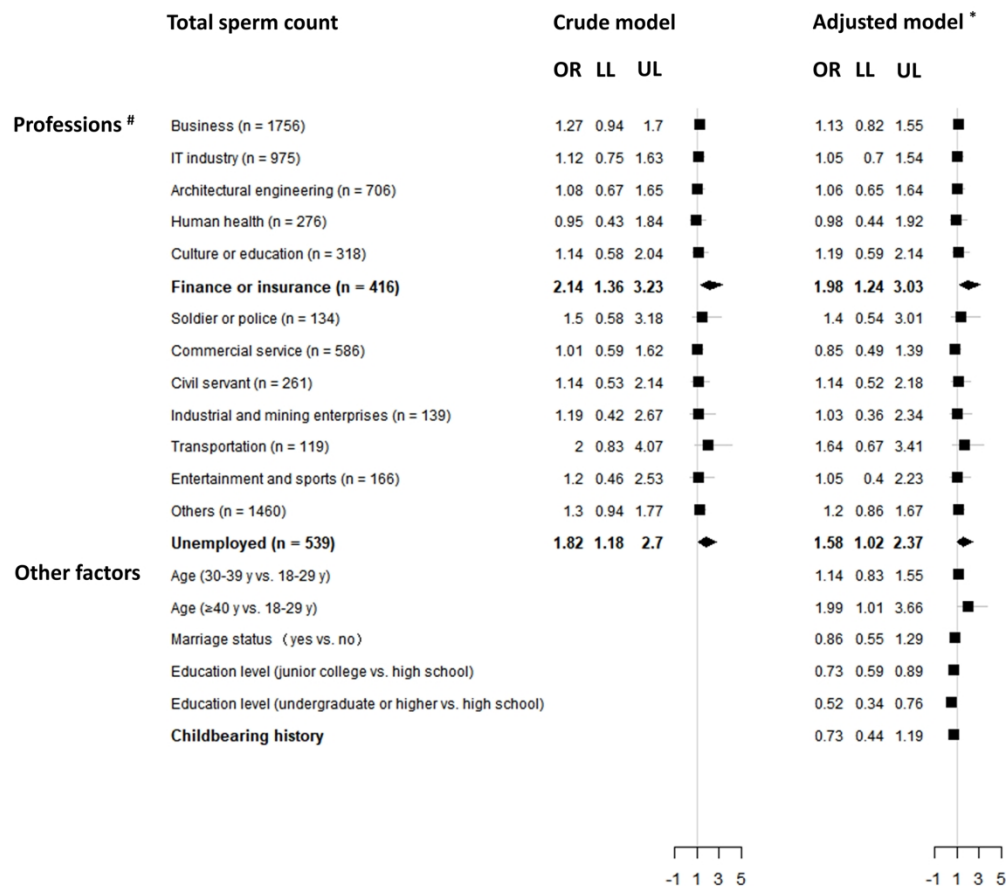 Total sperm count Crude model Adjusted model *
OR LL UL OR LL UL
Professions # Business (n = 1756) 1.27 0.94 1.7 1.13 0.82 1.55
IT industry (n = 975) 1.12 0.75 1.63 1.05 0.7 1.54
Architectural engineering (n = 706) 1.08 0.67 1.65 1.06 0.65 1.64
Human health (n = 276) 0.95 0.43 1.84 0.98 0.44 1.92
Culture or education (n = 318) 1.14 0.58 2.04 1.19 0.59 2.14
Finance or insurance (n = 416) 2.14 1.36 3.23 1.98 1.24 3.03
Soldier or police (n = 134) 1.5 0.58 3.18 1.4 0.54 3.01
Commercial service (n = 586) 1.01 0.59 1.62 0.85 0.49 1.39
Civil servant (n = 261) 1.14 0.53 2.14 1.14 0.52 2.18
Industrial and mining enterprises (n = 139) 1.19 0.42 2.67 1.03 0.36 2.34
Transportation (n = 119) 2 0.83 4.07 1.64 0.67 3.41
Entertainment and sports (n = 166) 1.2 0.46 2.53 1.05 0.4 2.23
Others (n = 1460) 1.3 0.94 1.77 1.2 0.86 1.67
Unemployed (n = 539) 1.82 1.18 2.7 1.58 1.02 2.37
Other factors Age (30-39 y vs. 18-29 y) 1.14 0.83 1.55
Age (≥40 y vs. 18-29 y) 1.99 1.01 3.66
Marriage status （yes vs. no) 0.86 0.55 1.29
Education level (junior college vs. high school) 0.73 0.59 0.89
Education level (undergraduate or higher vs. high school) 0.52 0.34 0.76
Childbearing history 0.73 0.44 1.19
-1 1 3 5 -1 1 3 5